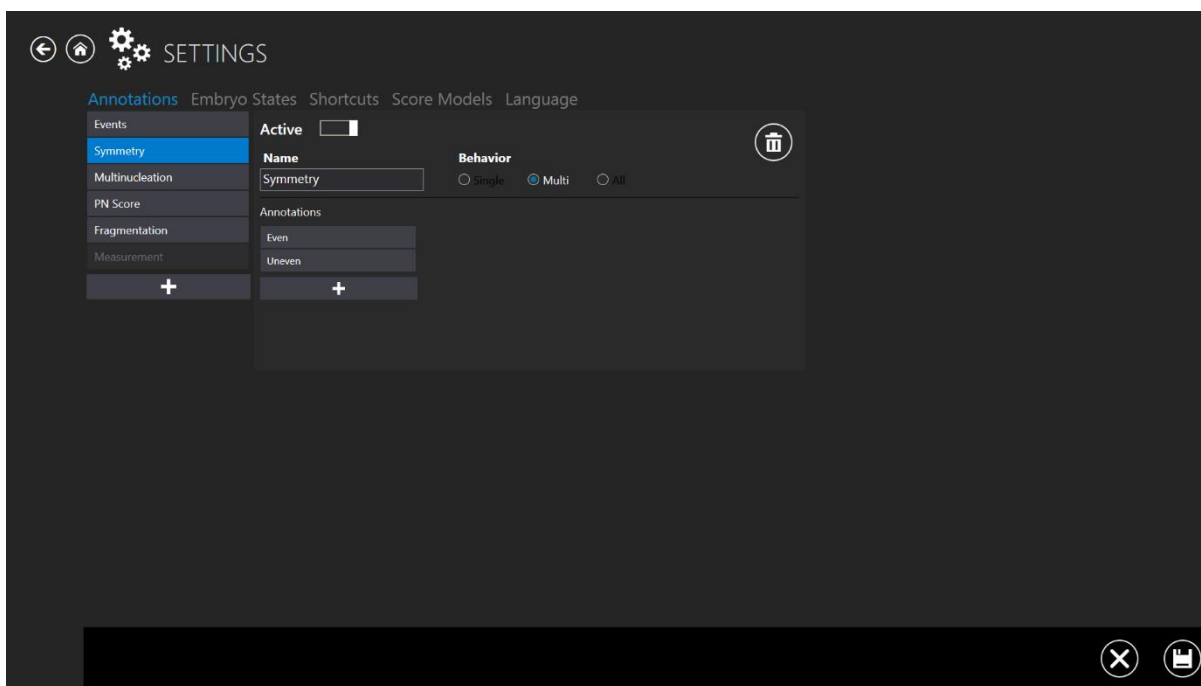 SETTINGS
Annotations Embryo States Shortcuts Score Models Language
Events
Symmetry
Multinucleation
PN Score
Fragmentation
Measurement
Active
Name
Symmetry
Behavior
Single Multi All
Annotations
Even
Uneven